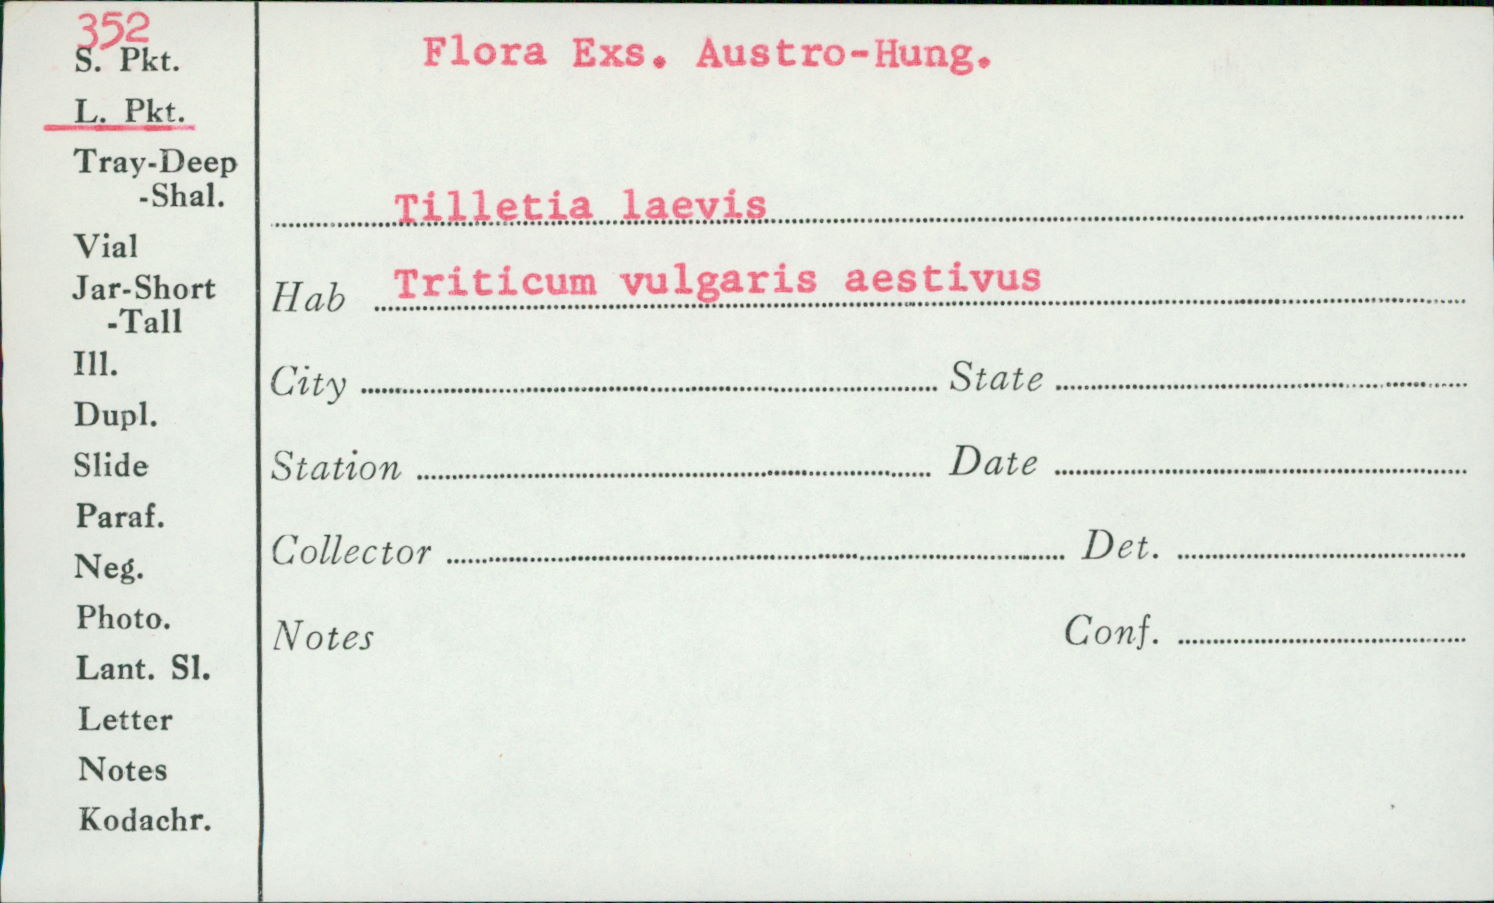 352
S. Pkt.
L. Pkt.
Tray-Deep
-Shal.
Vial
Jar-Short
-Tall
Ill.
Dupl.
Slide
Paraf.
Neg.
Photo.
Lant. Sl.
Letter
Notes
Kodachr.
Flora Exs. Austro-Hung.
Tilletia laevis
Hab Triticum vulgaris aestivus
City State
Station Date
Collector Det.
Notes Conf.